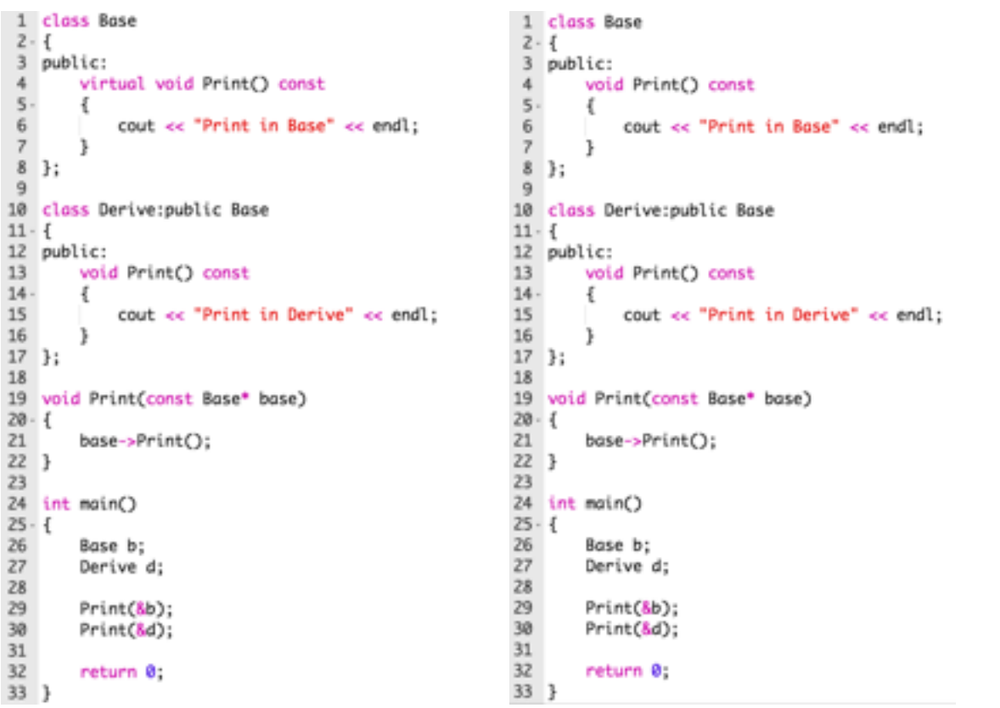 1 class Base
2 {
3 public:
4     virtual void Print() const
5     {
6         cout << "Print in Base" << endl;
7     }
8 };
9
10 class Derive:public Base
11 {
12 public:
13     void Print() const
14     {
15         cout << "Print in Derive" << endl;
16     }
17 };
18
19 void Print(const Base* base)
20 {
21     base->Print();
22 }
23
24 int main()
25 {
26     Base b;
27     Derive d;
28
29     Print(&b);
30     Print(&d);
31
32     return 0;
33 }
1 class Base
2 {
3 public:
4     void Print() const
5     {
6         cout << "Print in Base" << endl;
7     }
8 };
9
10 class Derive:public Base
11 {
12 public:
13     void Print() const
14     {
15         cout << "Print in Derive" << endl;
16     }
17 };
18
19 void Print(const Base* base)
20 {
21     base->Print();
22 }
23
24 int main()
25 {
26     Base b;
27     Derive d;
28
29     Print(&b);
30     Print(&d);
31
32     return 0;
33 }